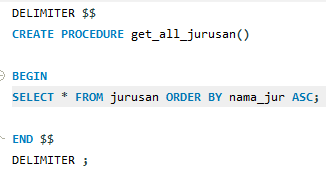 DELIMITER $$
CREATE PROCEDURE get_all_jurusan()
BEGIN
SELECT * FROM jurusan ORDER BY nama_jur ASC;
END $$
DELIMITER ;